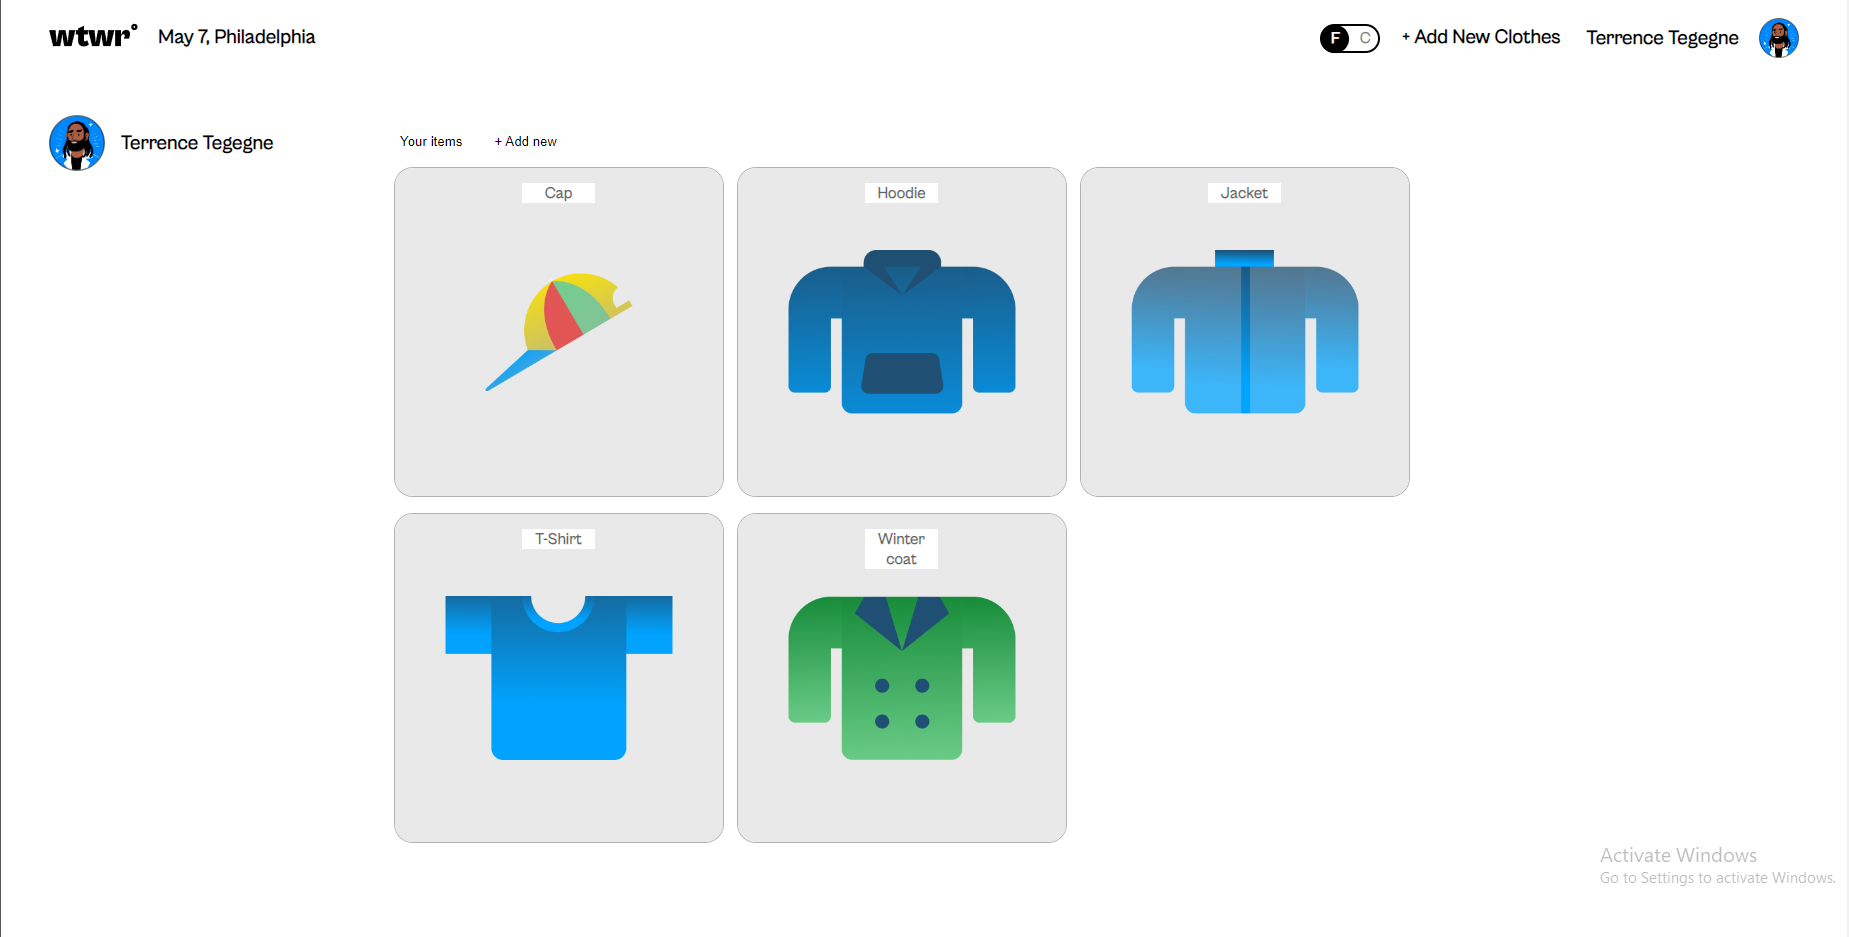 wtwr°
May 7, Philadelphia
F C
+ Add New Clothes
Terrence Tegegne
Terrence Tegegne
Your items
+ Add new
Cap
Hoodie
Jacket
T-Shirt
Winter
coat
Activate Windows
Go to Settings to activate Windows.